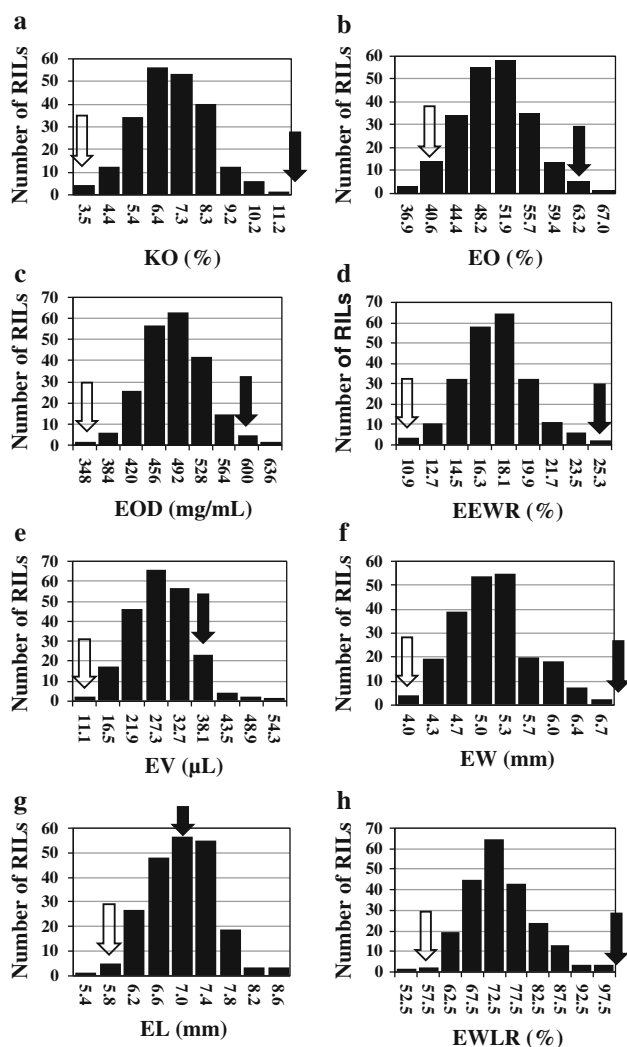 a
Number of RILs
60
50
40
30
20
10
0
3.5 4.4 5.4 6.4 7.3 8.3 9.2 10.2 11.2
KO (%)
b
Number of RILs
60
50
40
30
20
10
0
36.9 40.6 44.4 48.2 51.9 55.7 59.4 63.2 67.0
EO (%)
c
Number of RILs
70
60
50
40
30
20
10
0
348 384 420 456 492 528 564 600 636
EOD (mg/mL)
d
Number of RILs
70
60
50
40
30
20
10
0
10.9 12.7 14.5 16.3 18.1 19.9 21.7 23.5 25.3
EEWR (%)
e
Number of RILs
70
60
50
40
30
20
10
0
11.1 16.5 21.9 27.3 32.7 38.1 43.5 48.9 54.3
EV (µL)
f
Number of RILs
60
50
40
30
20
10
0
4.0 4.3 4.7 5.0 5.3 5.7 6.0 6.4 6.7
EW (mm)
g
Number of RILs
60
50
40
30
20
10
0
5.4 5.8 6.2 6.6 7.0 7.4 7.8 8.2 8.6
EL (mm)
h
Number of RILs
70
60
50
40
30
20
10
0
52.5 57.5 62.5 67.5 72.5 77.5 82.5 87.5 92.5 97.5
EWLR (%)